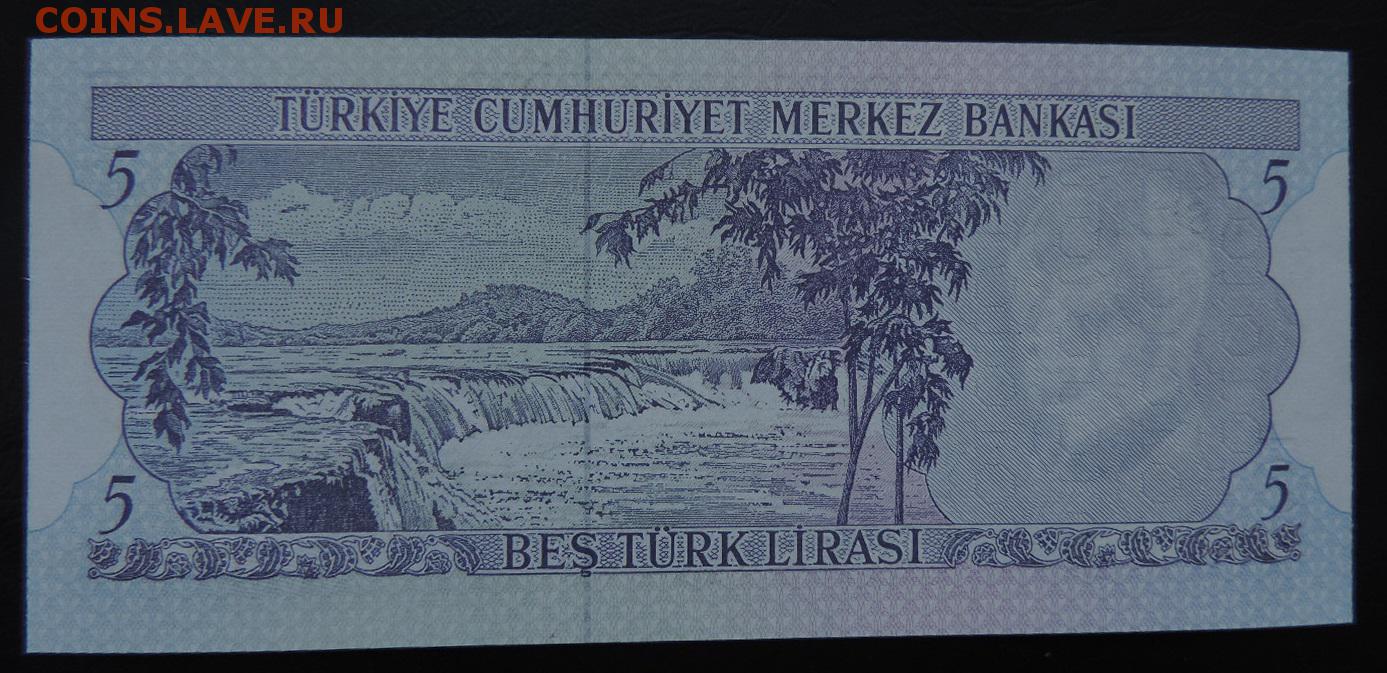 COINS.LAVE.RU
TÜRKİYE CUMHURİYET MERKEZ BANKASI
5 5
5 5
BEŞ TÜRK LİRASI